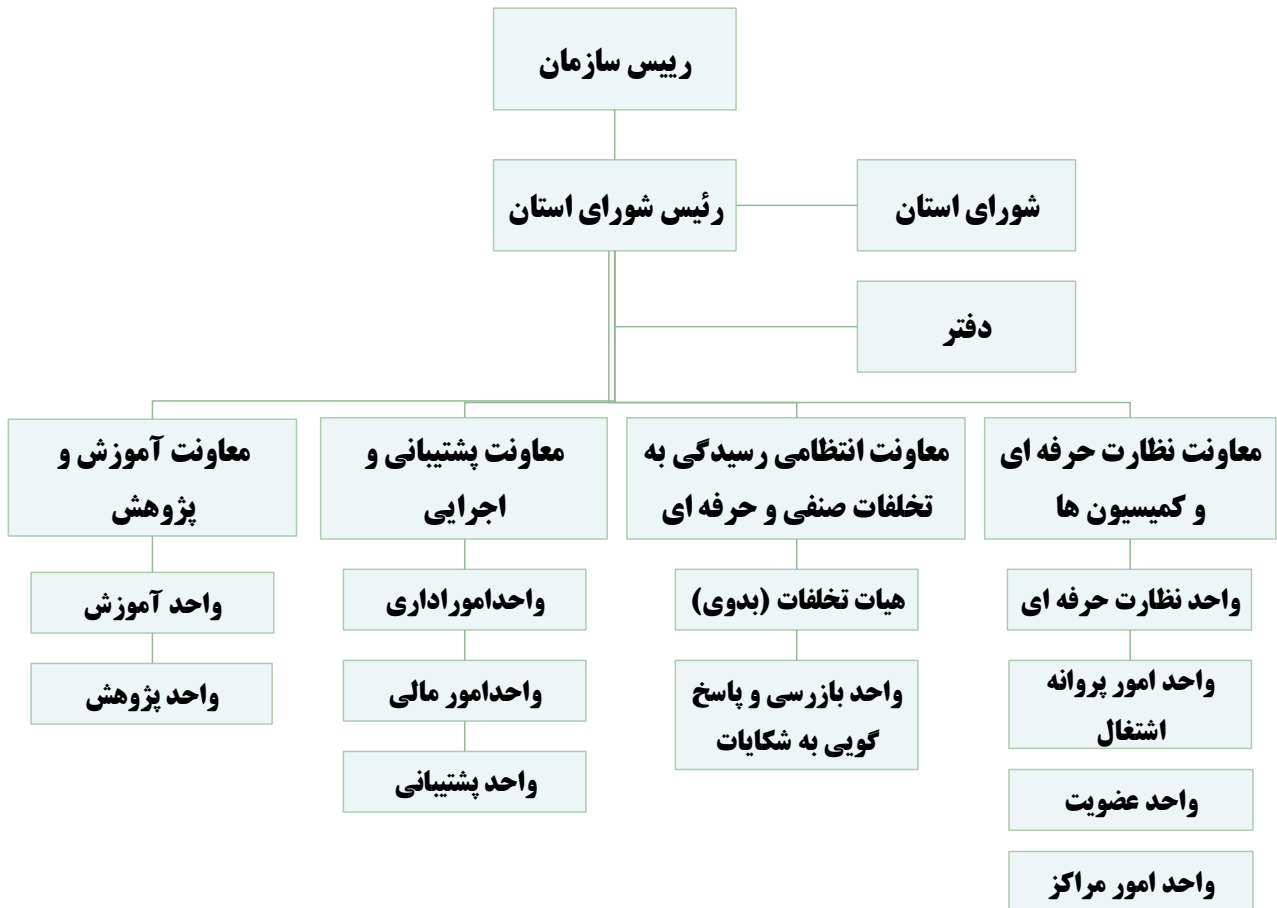 رییس سازمان
رئیس شورای استان
شورای استان
دفتر
معاونت نظارت حرفه ای
و کمیسیون ها
واحد نظارت حرفه ای
واحد امور پروانه
اشتغال
واحد عضویت
واحد امور مراکز
معاونت انتظامی رسیدگی به
تخلفات صنفی و حرفه ای
هیات تخلفات (بدوی)
واحد بازرسی و پاسخ
گویی به شکایات
معاونت پشتیبانی و
اجرایی
واحداموراداری
واحدامور مالی
واحد پشتیبانی
معاونت آموزش و
پژوهش
واحد آموزش
واحد پژوهش